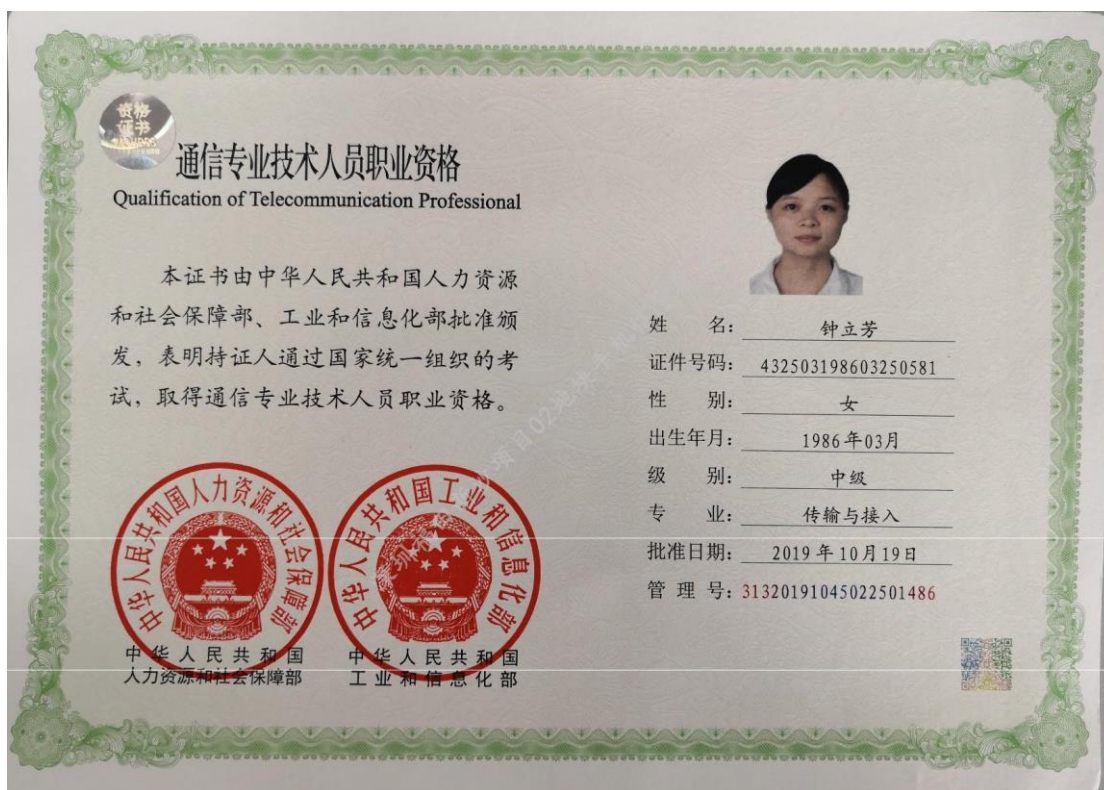 资格
证书
通信专业技术人员职业资格
Qualification of Telecommunication Professional
本证书由中华人民共和国人力资源
和社会保障部、工业和信息化部批准颁
发，表明持证人通过国家统一组织的考
试，取得通信专业技术人员职业资格。
中华人民共和国人力资源和社会保障部
中华人民共和国工业和信息化部
中华人民共和国
人力资源和社会保障部
中华人民共和国
工业和信息化部
姓 名： 钟立芳
证件号码： 432503198603250581
性 别： 女
出生年月： 1986年03月
级 别： 中级
专 业： 传输与接入
批准日期： 2019年10月19日
管 理 号： 31320191045022501486